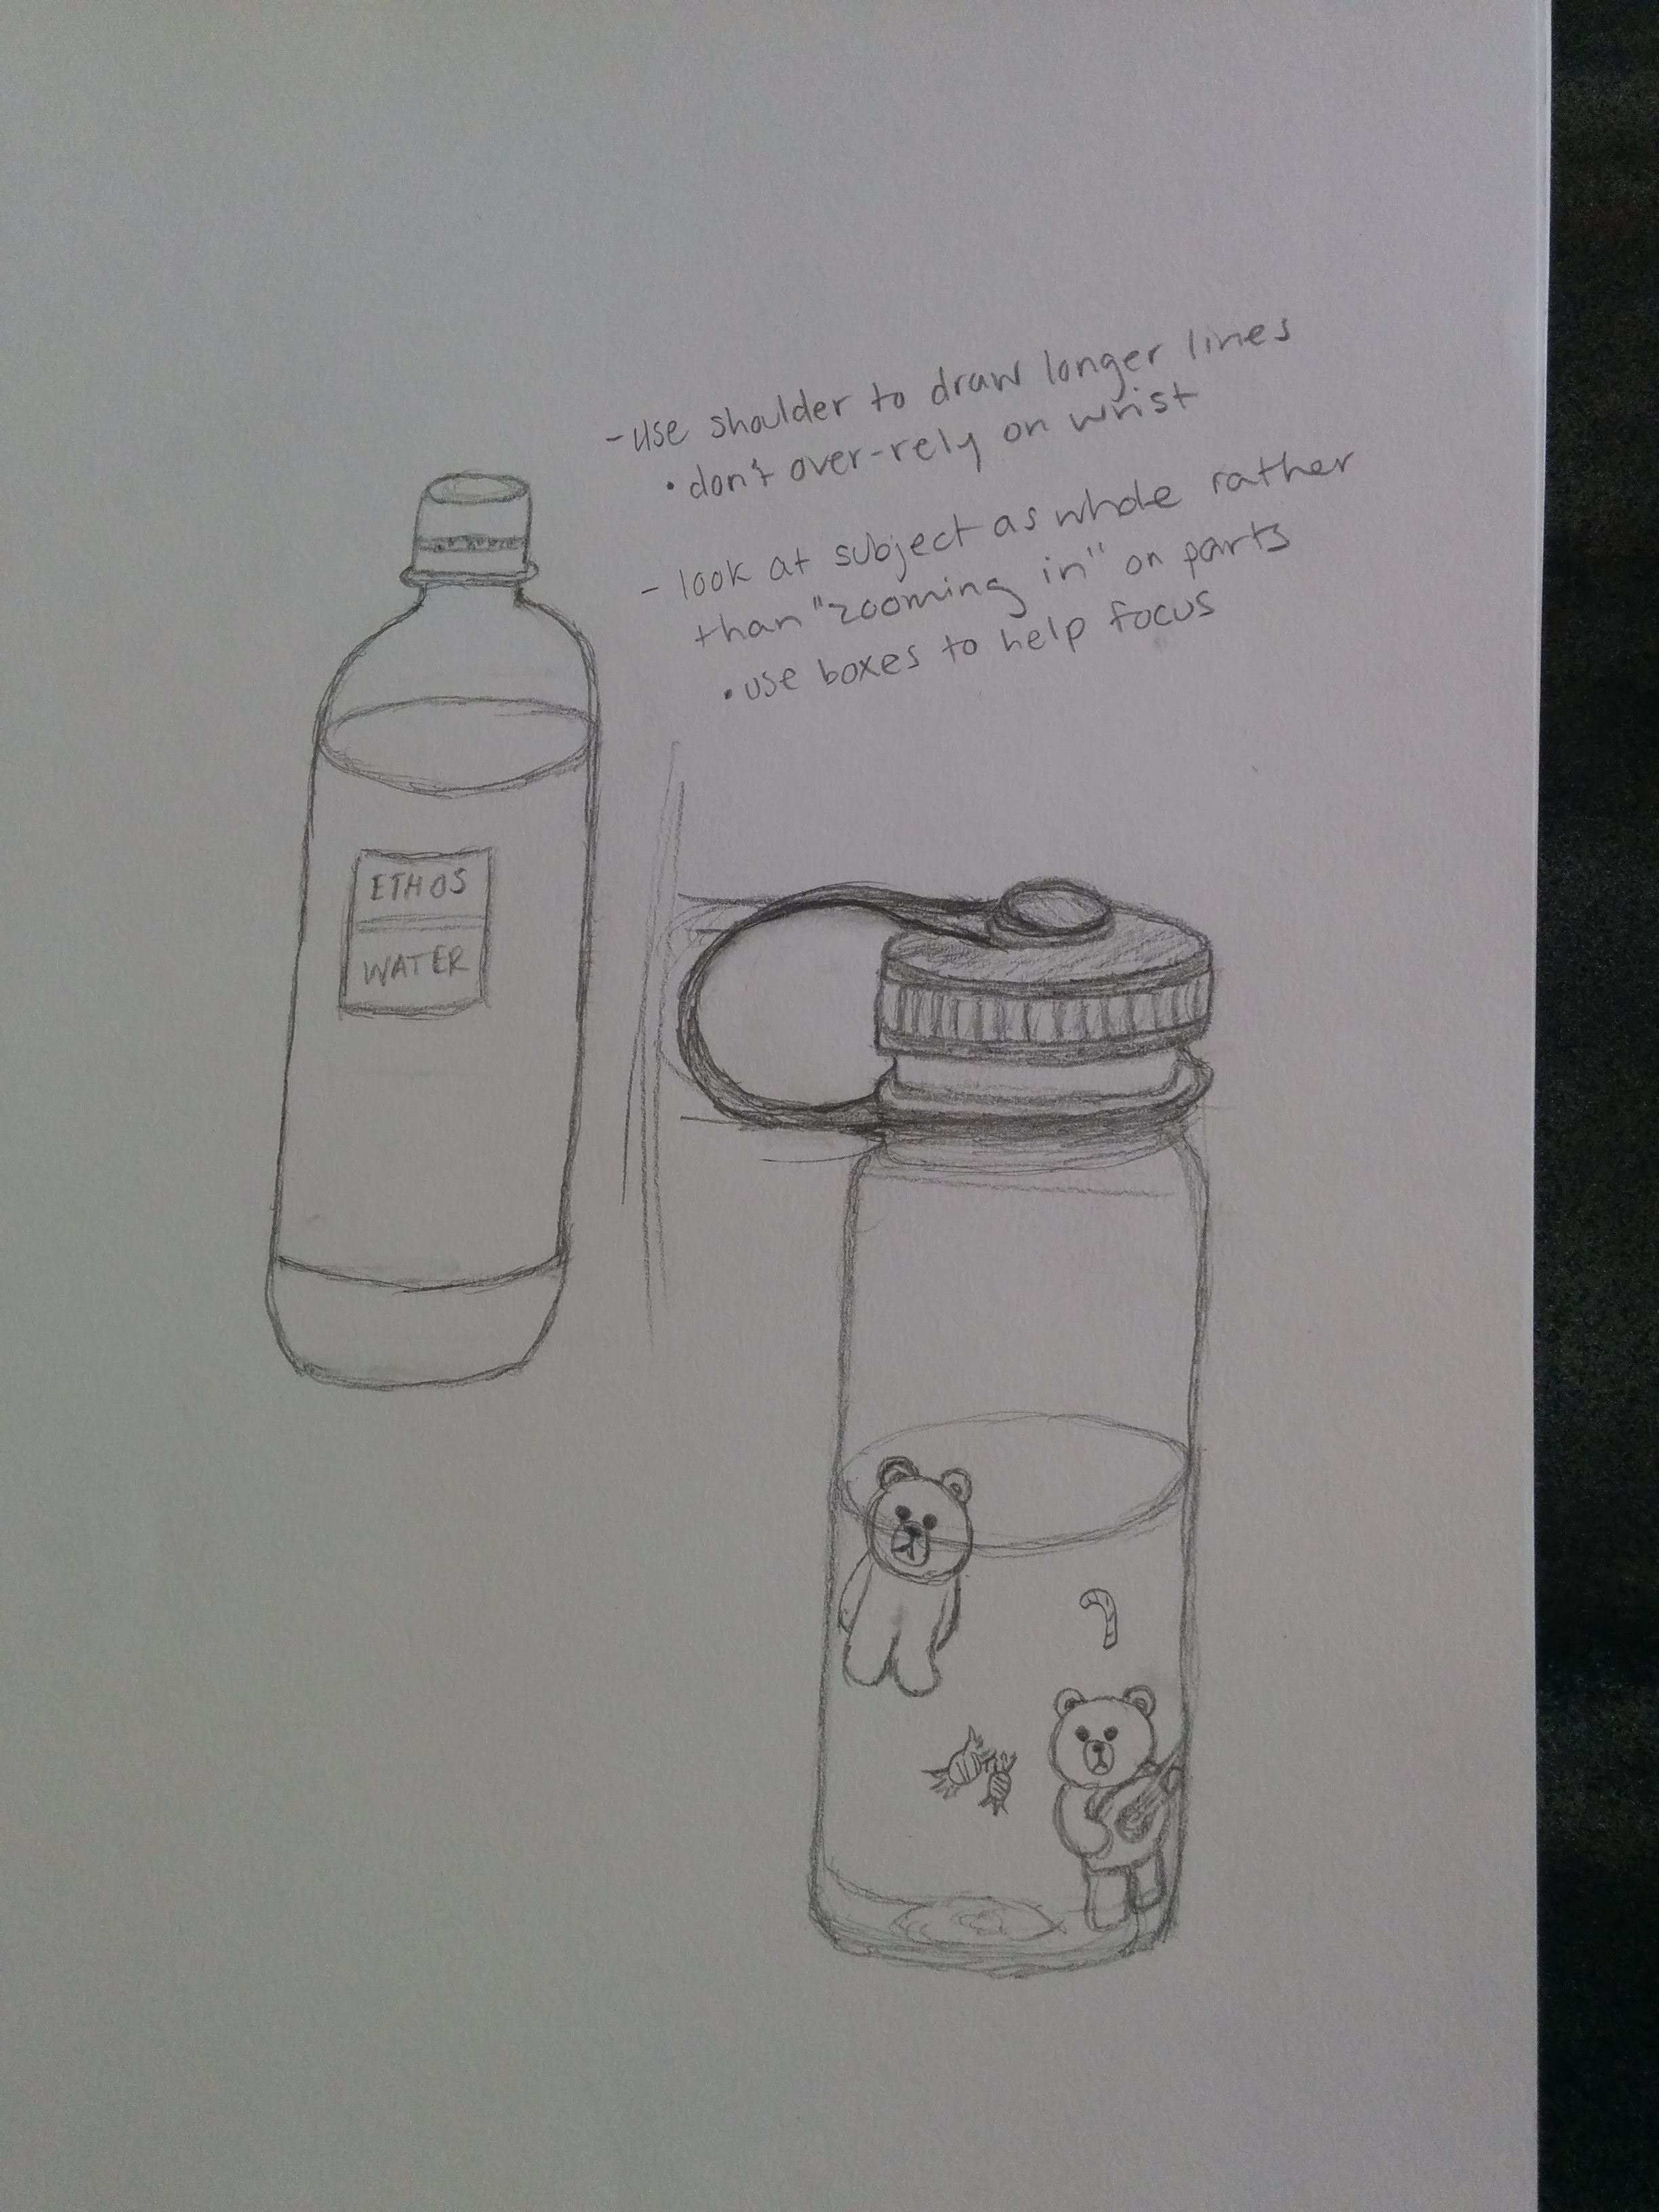 -use shoulder to draw longer lines
• don't over-rely on wrist
- look at subject as whole rather
than "zooming in" on parts
• use boxes to help focus
ETHOS
WATER